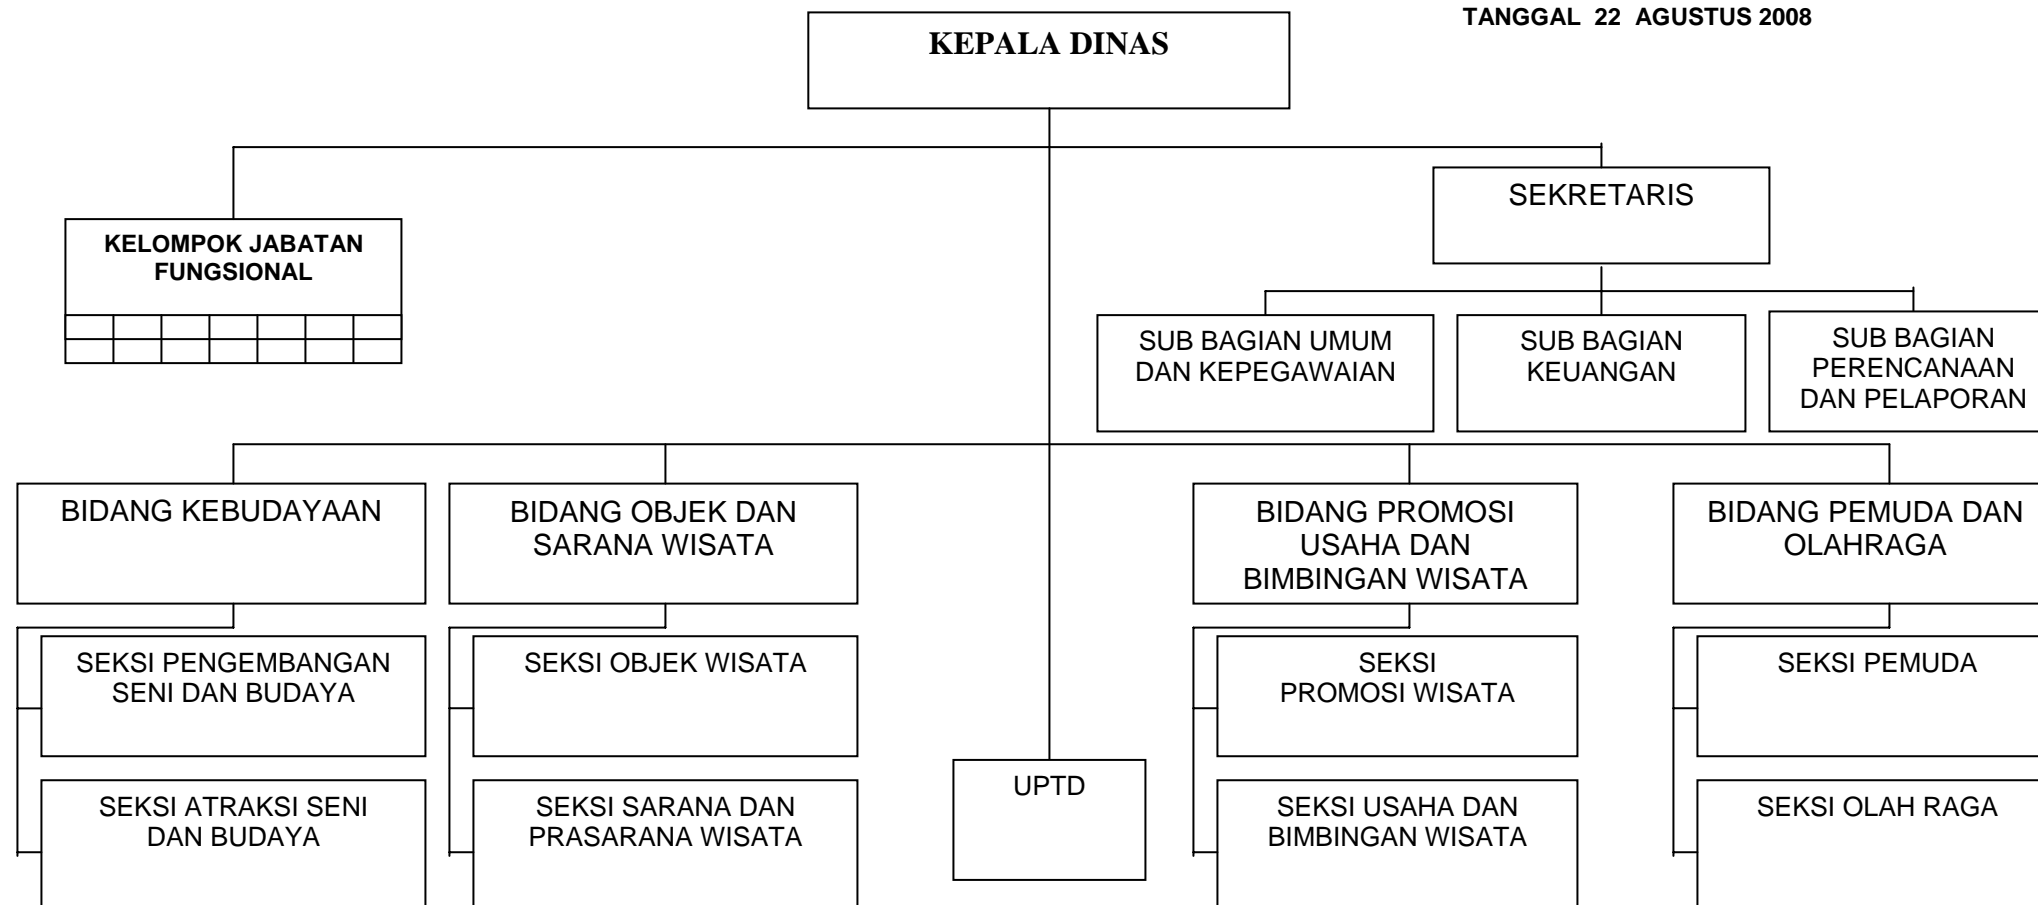 TANGGAL 22 AGUSTUS 2008
KEPALA DINAS
SEKRETARIS
KELOMPOK JABATAN
FUNGSIONAL
SUB BAGIAN UMUM
DAN KEPEGAWAIAN
SUB BAGIAN
KEUANGAN
SUB BAGIAN
PERENCANAAN
DAN PELAPORAN
BIDANG KEBUDAYAAN
BIDANG OBJEK DAN
SARANA WISATA
BIDANG PROMOSI
USAHA DAN
BIMBINGAN WISATA
BIDANG PEMUDA DAN
OLAHRAGA
SEKSI PENGEMBANGAN
SENI DAN BUDAYA
SEKSI OBJEK WISATA
SEKSI
PROMOSI WISATA
SEKSI PEMUDA
UPTD
SEKSI ATRAKSI SENI
DAN BUDAYA
SEKSI SARANA DAN
PRASARANA WISATA
SEKSI USAHA DAN
BIMBINGAN WISATA
SEKSI OLAH RAGA